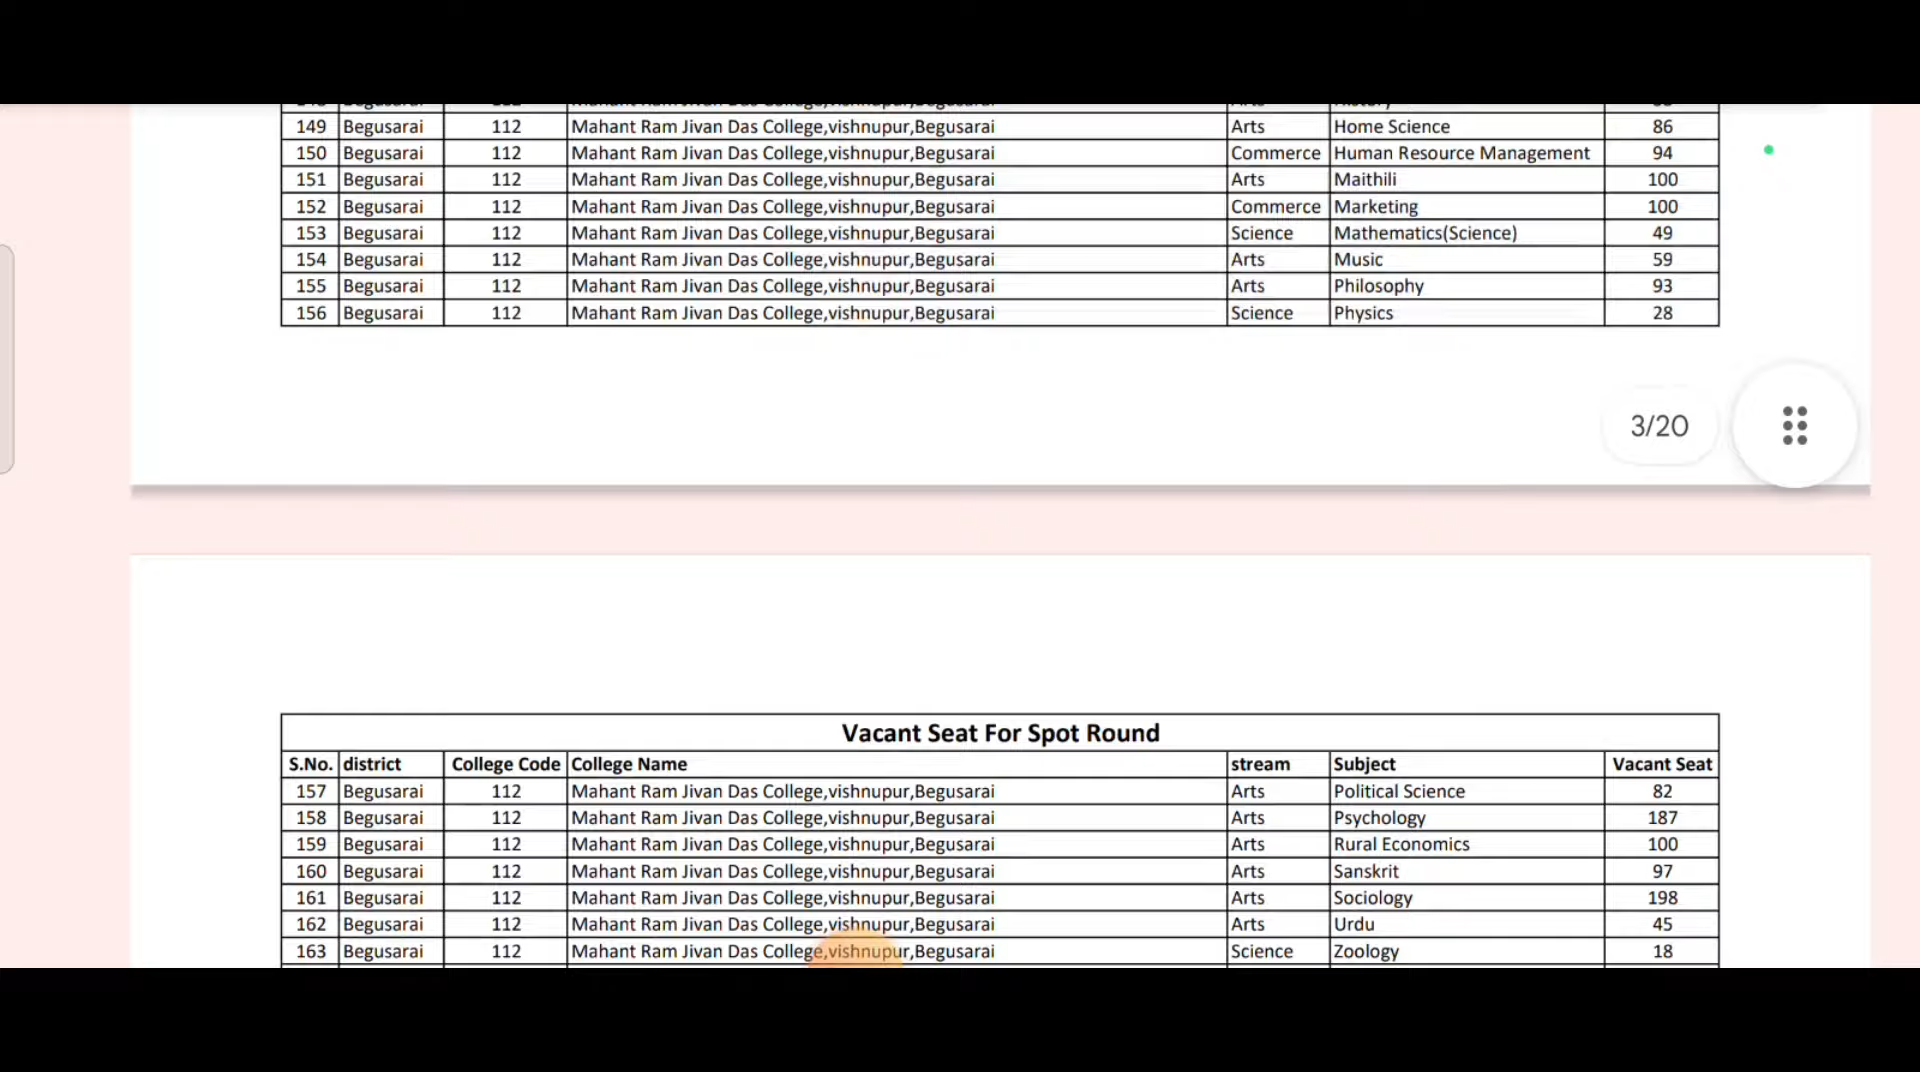 149 Begusarai 112 Mahant Ram Jivan Das College,vishnupur,Begusarai Arts Home Science 86
150 Begusarai 112 Mahant Ram Jivan Das College,vishnupur,Begusarai Commerce Human Resource Management 94
151 Begusarai 112 Mahant Ram Jivan Das College,vishnupur,Begusarai Arts Maithili 100
152 Begusarai 112 Mahant Ram Jivan Das College,vishnupur,Begusarai Commerce Marketing 100
153 Begusarai 112 Mahant Ram Jivan Das College,vishnupur,Begusarai Science Mathematics(Science) 49
154 Begusarai 112 Mahant Ram Jivan Das College,vishnupur,Begusarai Arts Music 59
155 Begusarai 112 Mahant Ram Jivan Das College,vishnupur,Begusarai Arts Philosophy 93
156 Begusarai 112 Mahant Ram Jivan Das College,vishnupur,Begusarai Science Physics 28
3/20
Vacant Seat For Spot Round
S.No. district College Code College Name stream Subject Vacant Seat
157 Begusarai 112 Mahant Ram Jivan Das College,vishnupur,Begusarai Arts Political Science 82
158 Begusarai 112 Mahant Ram Jivan Das College,vishnupur,Begusarai Arts Psychology 187
159 Begusarai 112 Mahant Ram Jivan Das College,vishnupur,Begusarai Arts Rural Economics 100
160 Begusarai 112 Mahant Ram Jivan Das College,vishnupur,Begusarai Arts Sanskrit 97
161 Begusarai 112 Mahant Ram Jivan Das College,vishnupur,Begusarai Arts Sociology 198
162 Begusarai 112 Mahant Ram Jivan Das College,vishnupur,Begusarai Arts Urdu 45
163 Begusarai 112 Mahant Ram Jivan Das College,vishnupur,Begusarai Science Zoology 18